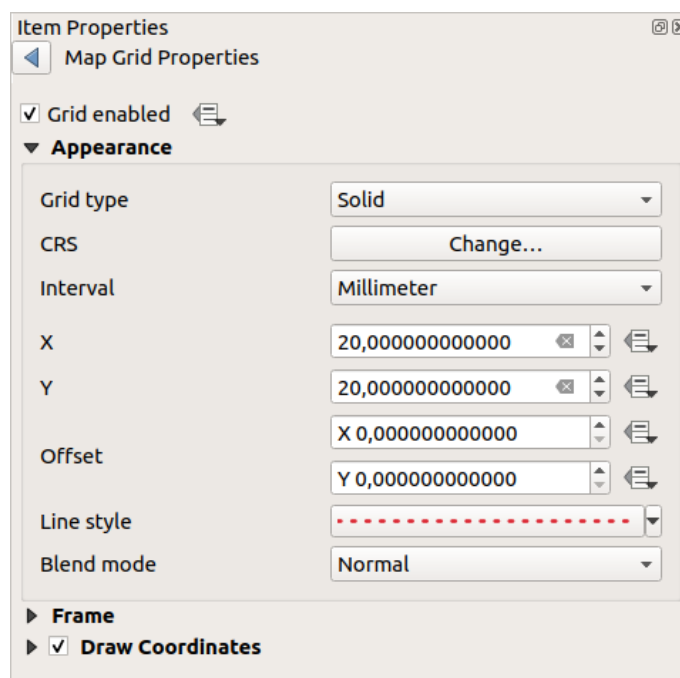 Item Properties
Map Grid Properties
Grid enabled
Appearance
Grid type Solid
CRS Change...
Interval Millimeter
X 20,000000000000
Y 20,000000000000
Offset X 0,000000000000
Y 0,000000000000
Line style
Blend mode Normal
Frame
Draw Coordinates